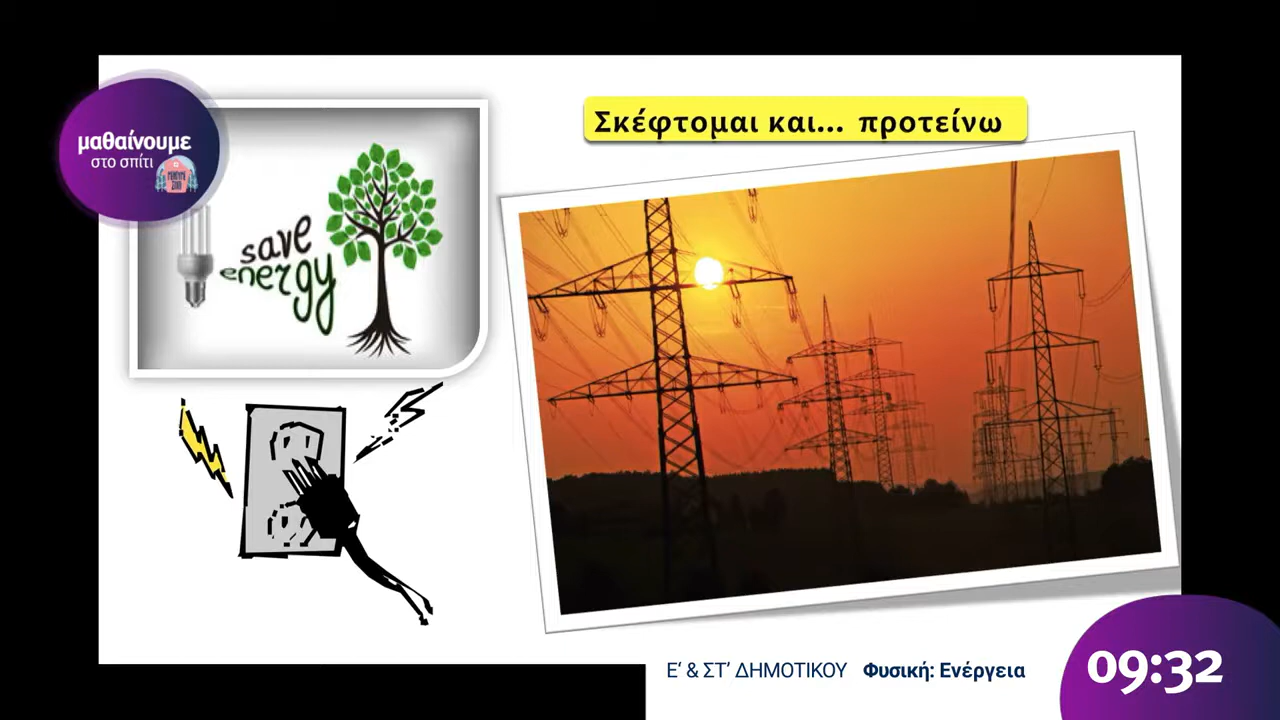 μαθαίνουμε
στο σπίτι
Σκέφτομαι και... προτείνω
save
energy
Ε‘ & ΣΤ’ ΔΗΜΟΤΙΚΟΥ Φυσική: Ενέργεια
09:32